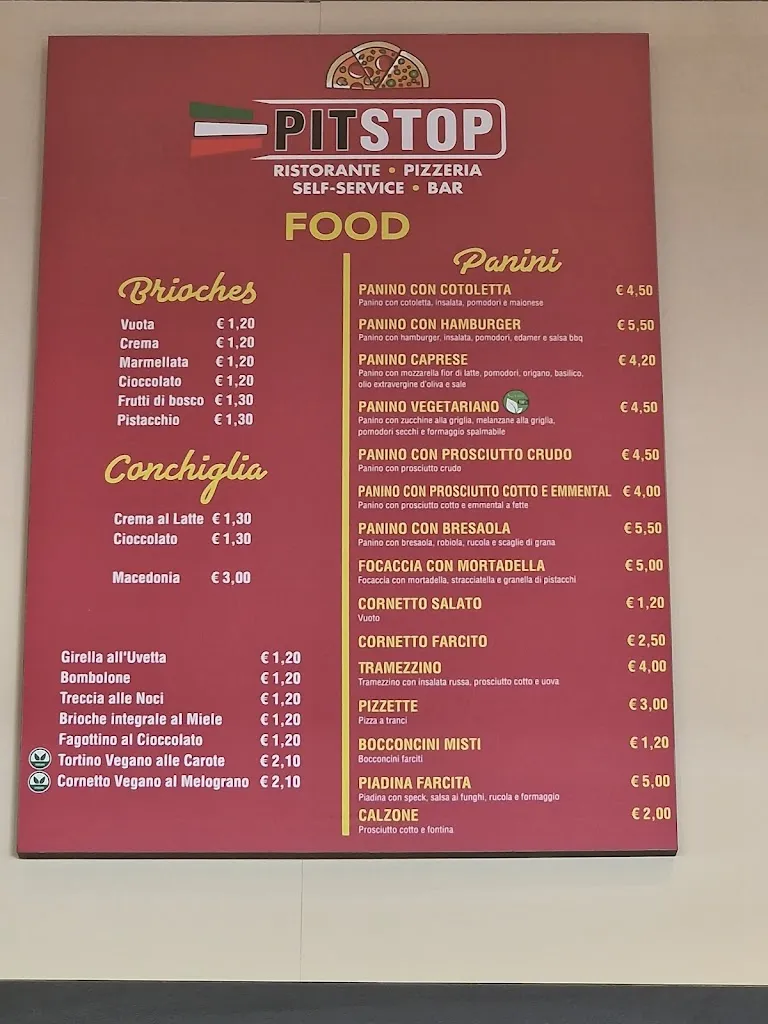 PITSTOP
RISTORANTE • PIZZERIA
SELF-SERVICE • BAR
FOOD
Brioches
Vuota € 1,20
Crema € 1,20
Marmellata € 1,20
Cioccolato € 1,20
Frutti di bosco € 1,30
Pistacchio € 1,30
Conchiglia
Crema al Latte € 1,30
Cioccolato € 1,30
Macedonia € 3,00
Girella all'Uvetta € 1,20
Bombolone € 1,20
Treccia alle Noci € 1,20
Brioche integrale al Miele € 1,20
Fagottino al Cioccolato € 1,20
Tortino Vegano alle Carote € 2,10
Cornetto Vegano al Melograno € 2,10
Panini
PANINO CON COTOLETTA € 4,50
Panino con cotoletta, insalata, pomodori e maionese
PANINO CON HAMBURGER € 5,50
Panino con hamburger, insalata, pomodori, edamer e salsa bbq
PANINO CAPRESE € 4,20
Panino con mozzarella fior di latte, pomodori, origano, basilico,
olio extravergine d'oliva e sale
PANINO VEGETARIANO € 4,50
Panino con zucchine alla griglia, melanzane alla griglia,
pomodori secchi e formaggio spalmabile
PANINO CON PROSCIUTTO CRUDO € 4,50
Panino con prosciutto crudo
PANINO CON PROSCIUTTO COTTO E EMMENTAL € 4,00
Panino con prosciutto cotto e emmental a fette
PANINO CON BRESAOLA € 5,50
Panino con bresaola, robiola, rucola e scaglie di grana
FOCACCIA CON MORTADELLA € 5,00
Focaccia con mortadella, stracciatella e granella di pistacchi
CORNETTO SALATO € 1,20
Vuoto
CORNETTO FARCITO € 2,50
TRAMEZZINO € 4,00
Tramezzino con insalata russa, prosciutto cotto e uova
PIZZETTE € 3,00
Pizza a tranci
BOCCONCINI MISTI € 1,20
Bocconcini farciti
PIADINA FARCITA € 5,00
Piadina con speck, salsa ai funghi, rucola e formaggio
CALZONE € 2,00
Prosciutto cotto e fontina